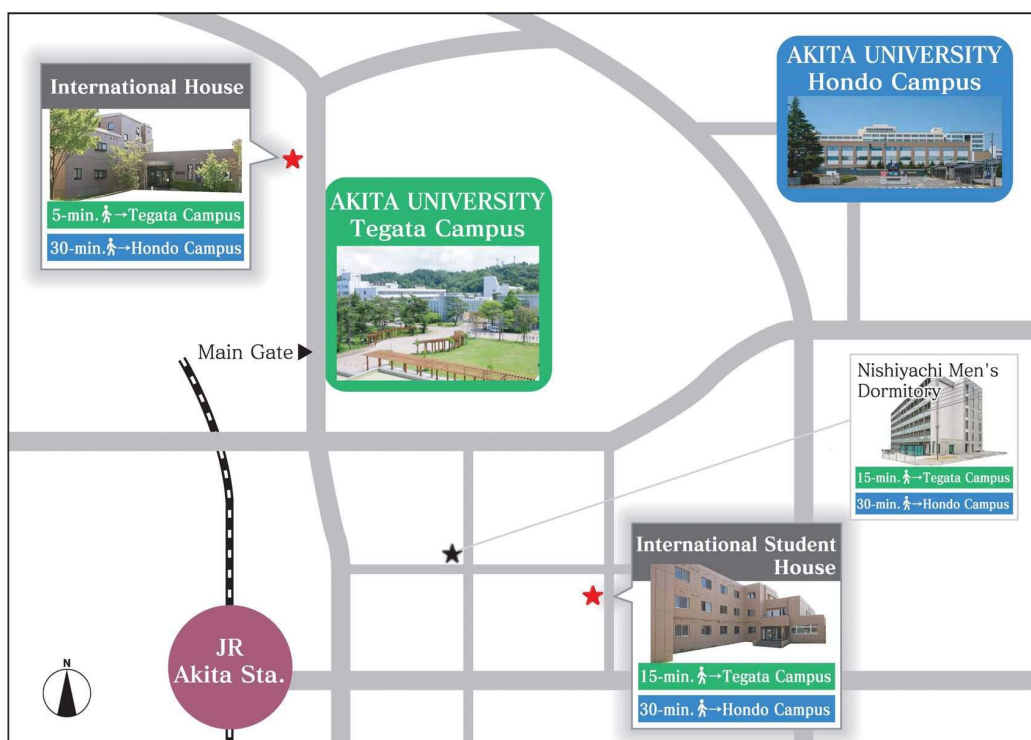 International House
5-min.→Tegata Campus
30-min.→Hondo Campus
AKITA UNIVERSITY
Hondo Campus
AKITA UNIVERSITY
Tegata Campus
Main Gate
Nishiyachi Men's
Dormitory
15-min.→Tegata Campus
30-min.→Hondo Campus
International Student
House
15-min.→Tegata Campus
30-min.→Hondo Campus
JR
Akita Sta.
N